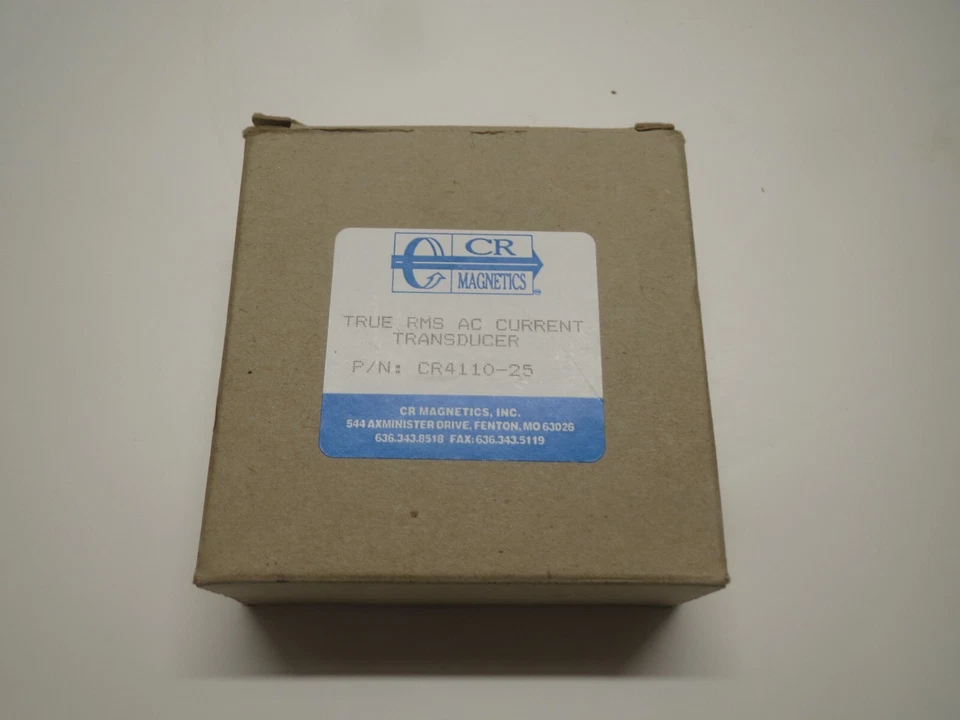 CR
MAGNETICS
TRUE RMS AC CURRENT
TRANSDUCER
P/N: CR4110-25
CR MAGNETICS, INC.
544 AXMINISTER DRIVE, FENTON, MO 63026
636.343.8518 FAX: 636.343.5119